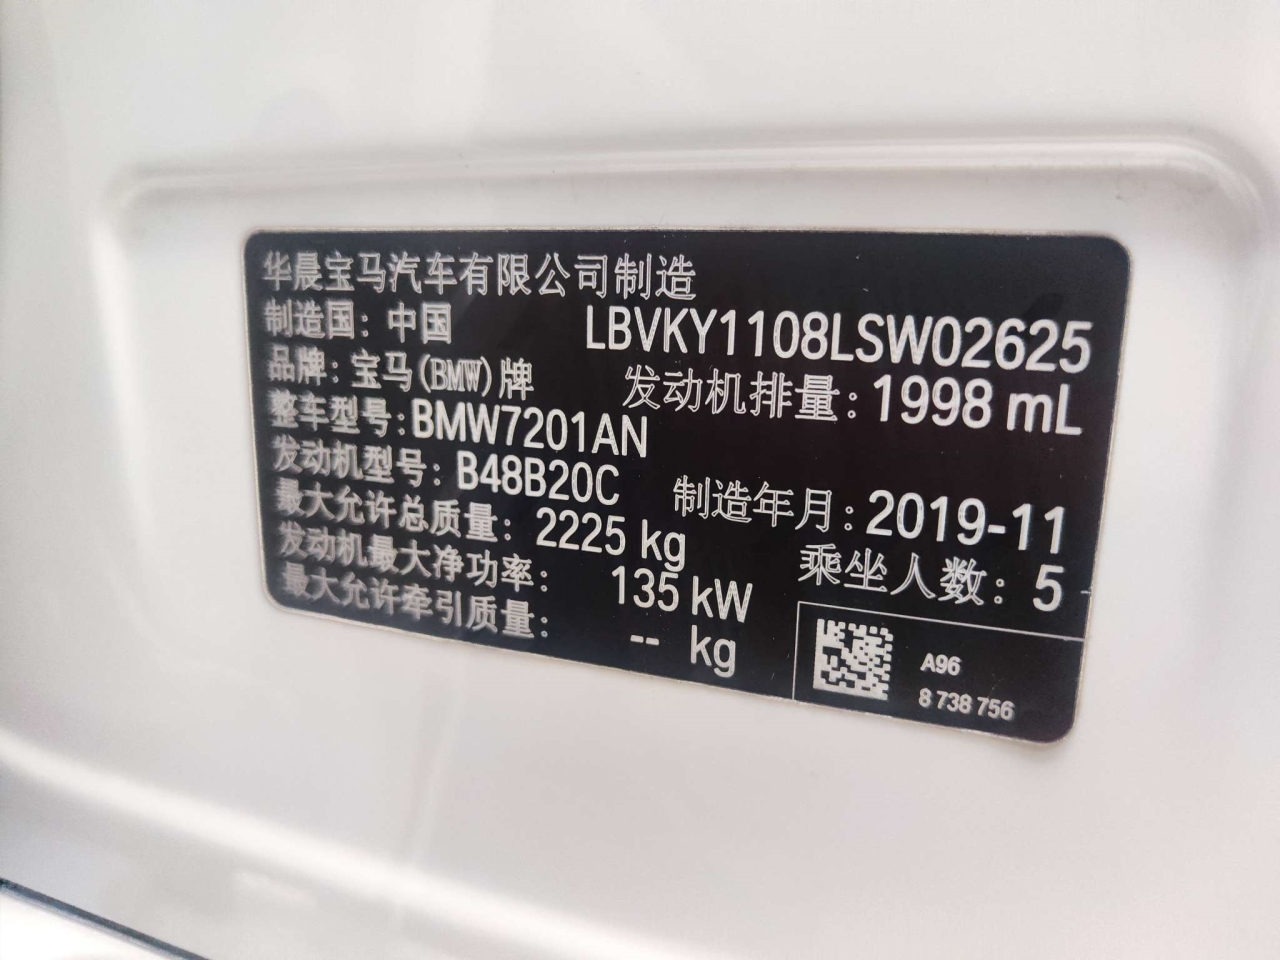 华晨宝马汽车有限公司制造
制造国：中国
LBVKY1108LSW02625
品牌：宝马(BMW)牌
发动机排量：1998 mL
整车型号：BMW7201AN
发动机型号：B48B20C
制造年月：2019-11
最大允许总质量：2225 kg
乘坐人数：5
发动机最大净功率：135 kW
最大允许牵引质量：-- kg
A96
8 738 756